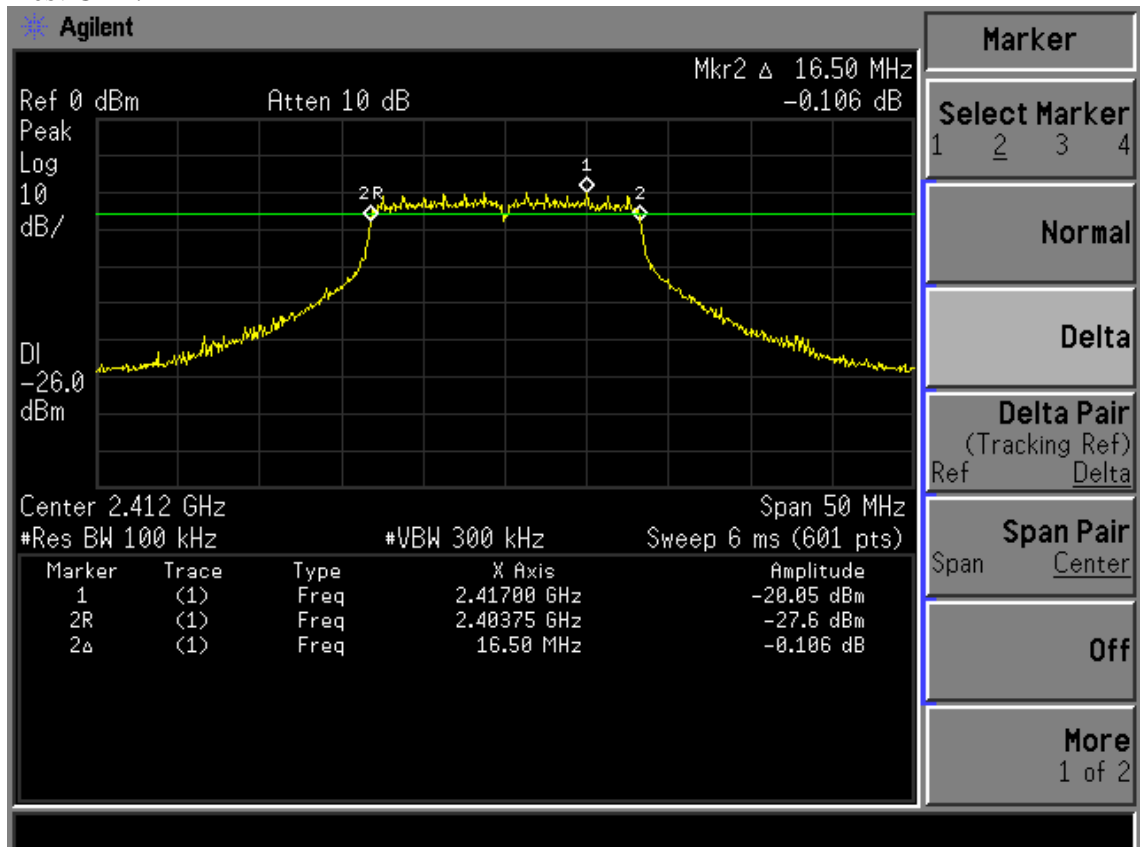 Agilent
Mkr2 Δ 16.50 MHz
Ref 0 dBm Atten 10 dB -0.106 dB
Peak
Log
10
dB/
2R
1
2
DI
-26.0
dBm
Center 2.412 GHz Span 50 MHz
#Res BW 100 kHz #VBW 300 kHz Sweep 6 ms (601 pts)
Marker Trace Type X Axis Amplitude
1 (1) Freq 2.41700 GHz -20.05 dBm
2R (1) Freq 2.40375 GHz -27.6 dBm
2Δ (1) Freq 16.50 MHz -0.106 dB
Marker
Select Marker
1 2 3 4
Normal
Delta
Delta Pair
(Tracking Ref)
Ref Delta
Span Pair
Span Center
Off
More
1 of 2